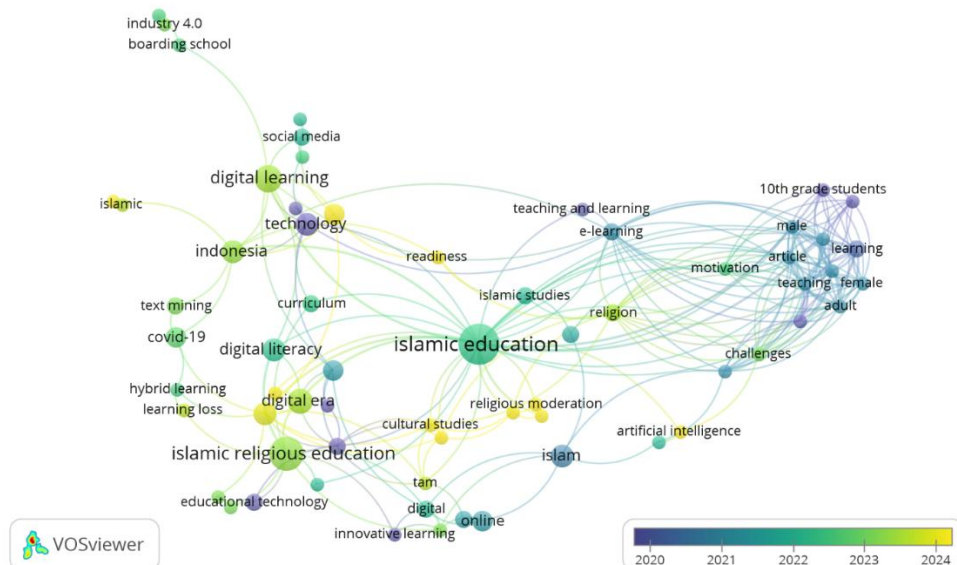 industry 4.0
boarding school
social media
digital learning
10th grade students
islamic
teaching and learning
technology
male
e-learning
indonesia
article
learning
readiness
motivation
teaching
female
islamic studies
curriculum
adult
text mining
religion
covid-19
digital literacy
islamic education
challenges
hybrid learning
learning loss
digital era
religious moderation
cultural studies
artificial intelligence
islamic religious education
islam
tam
educational technology
digital
online
innovative learning
VOSviewer
2020 2021 2022 2023 2024